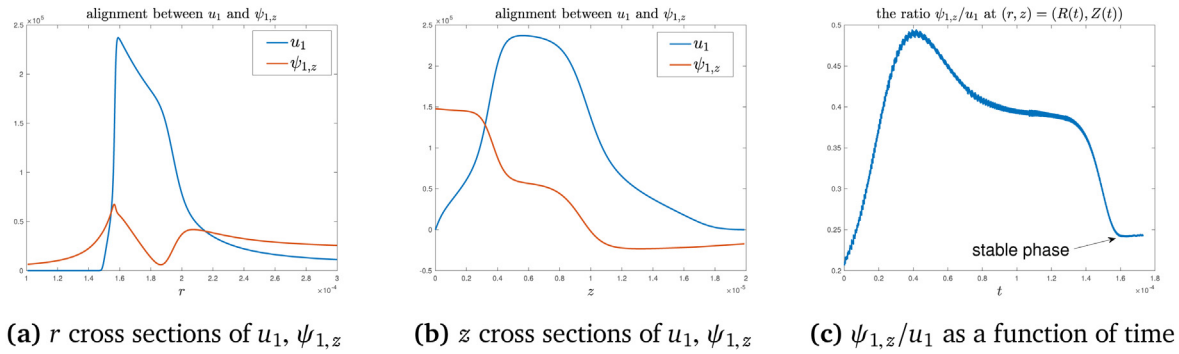 alignment between u₁ and ψ₁,z
×10⁵
2.5
2
1.5
1
0.5
0
u₁
ψ₁,z
1 1.2 1.4 1.6 1.8 2 2.2 2.4 2.6 2.8 3
r
×10⁻⁴
(a) r cross sections of u₁, ψ₁,z
alignment between u₁ and ψ₁,z
×10⁵
2.5
2
1.5
1
0.5
0
-0.5
u₁
ψ₁,z
0 0.2 0.4 0.6 0.8 1 1.2 1.4 1.6 1.8 2
z
×10⁻⁵
(b) z cross sections of u₁, ψ₁,z
the ratio ψ₁,z/u₁ at (r, z) = (R(t), Z(t))
0.5
0.45
0.4
0.35
0.3
0.25
0.2
stable phase
0 0.2 0.4 0.6 0.8 1 1.2 1.4 1.6 1.8
t
×10⁻⁴
(c) ψ₁,z/u₁ as a function of time